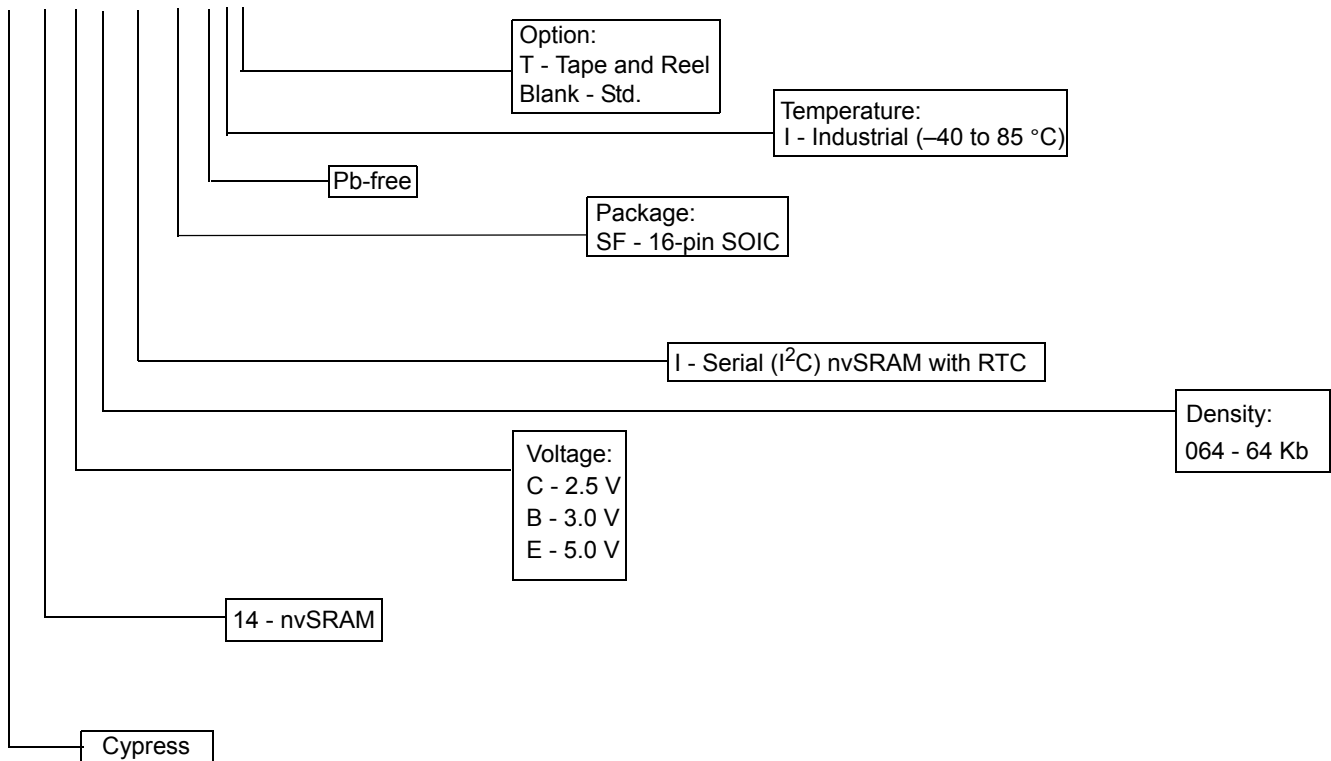 Option:
T - Tape and Reel
Blank - Std.
Temperature:
I - Industrial (–40 to 85 °C)
Pb-free
Package:
SF - 16-pin SOIC
I - Serial (I²C) nvSRAM with RTC
Density:
064 - 64 Kb
Voltage:
C - 2.5 V
B - 3.0 V
E - 5.0 V
14 - nvSRAM
Cypress